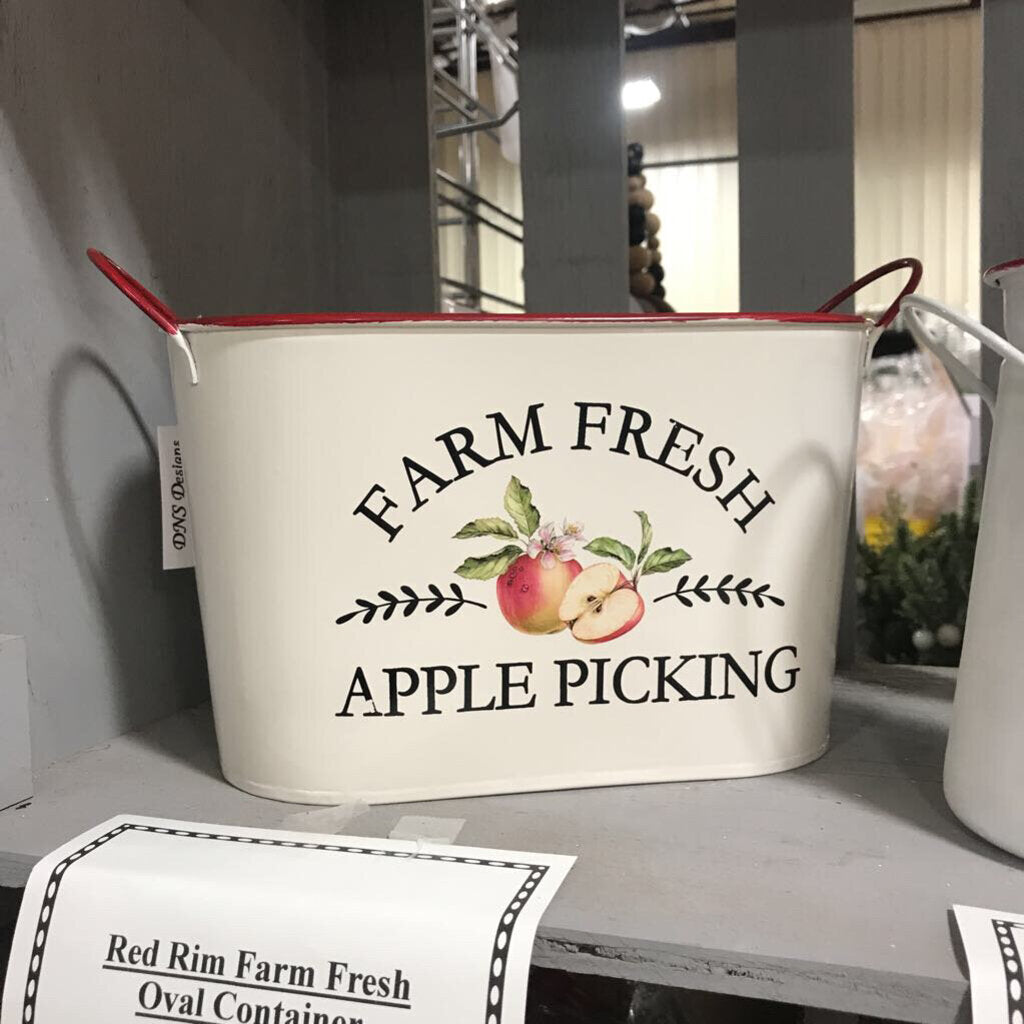 FARM FRESH
APPLE PICKING
DNS Designs
Red Rim Farm Fresh
Oval Container